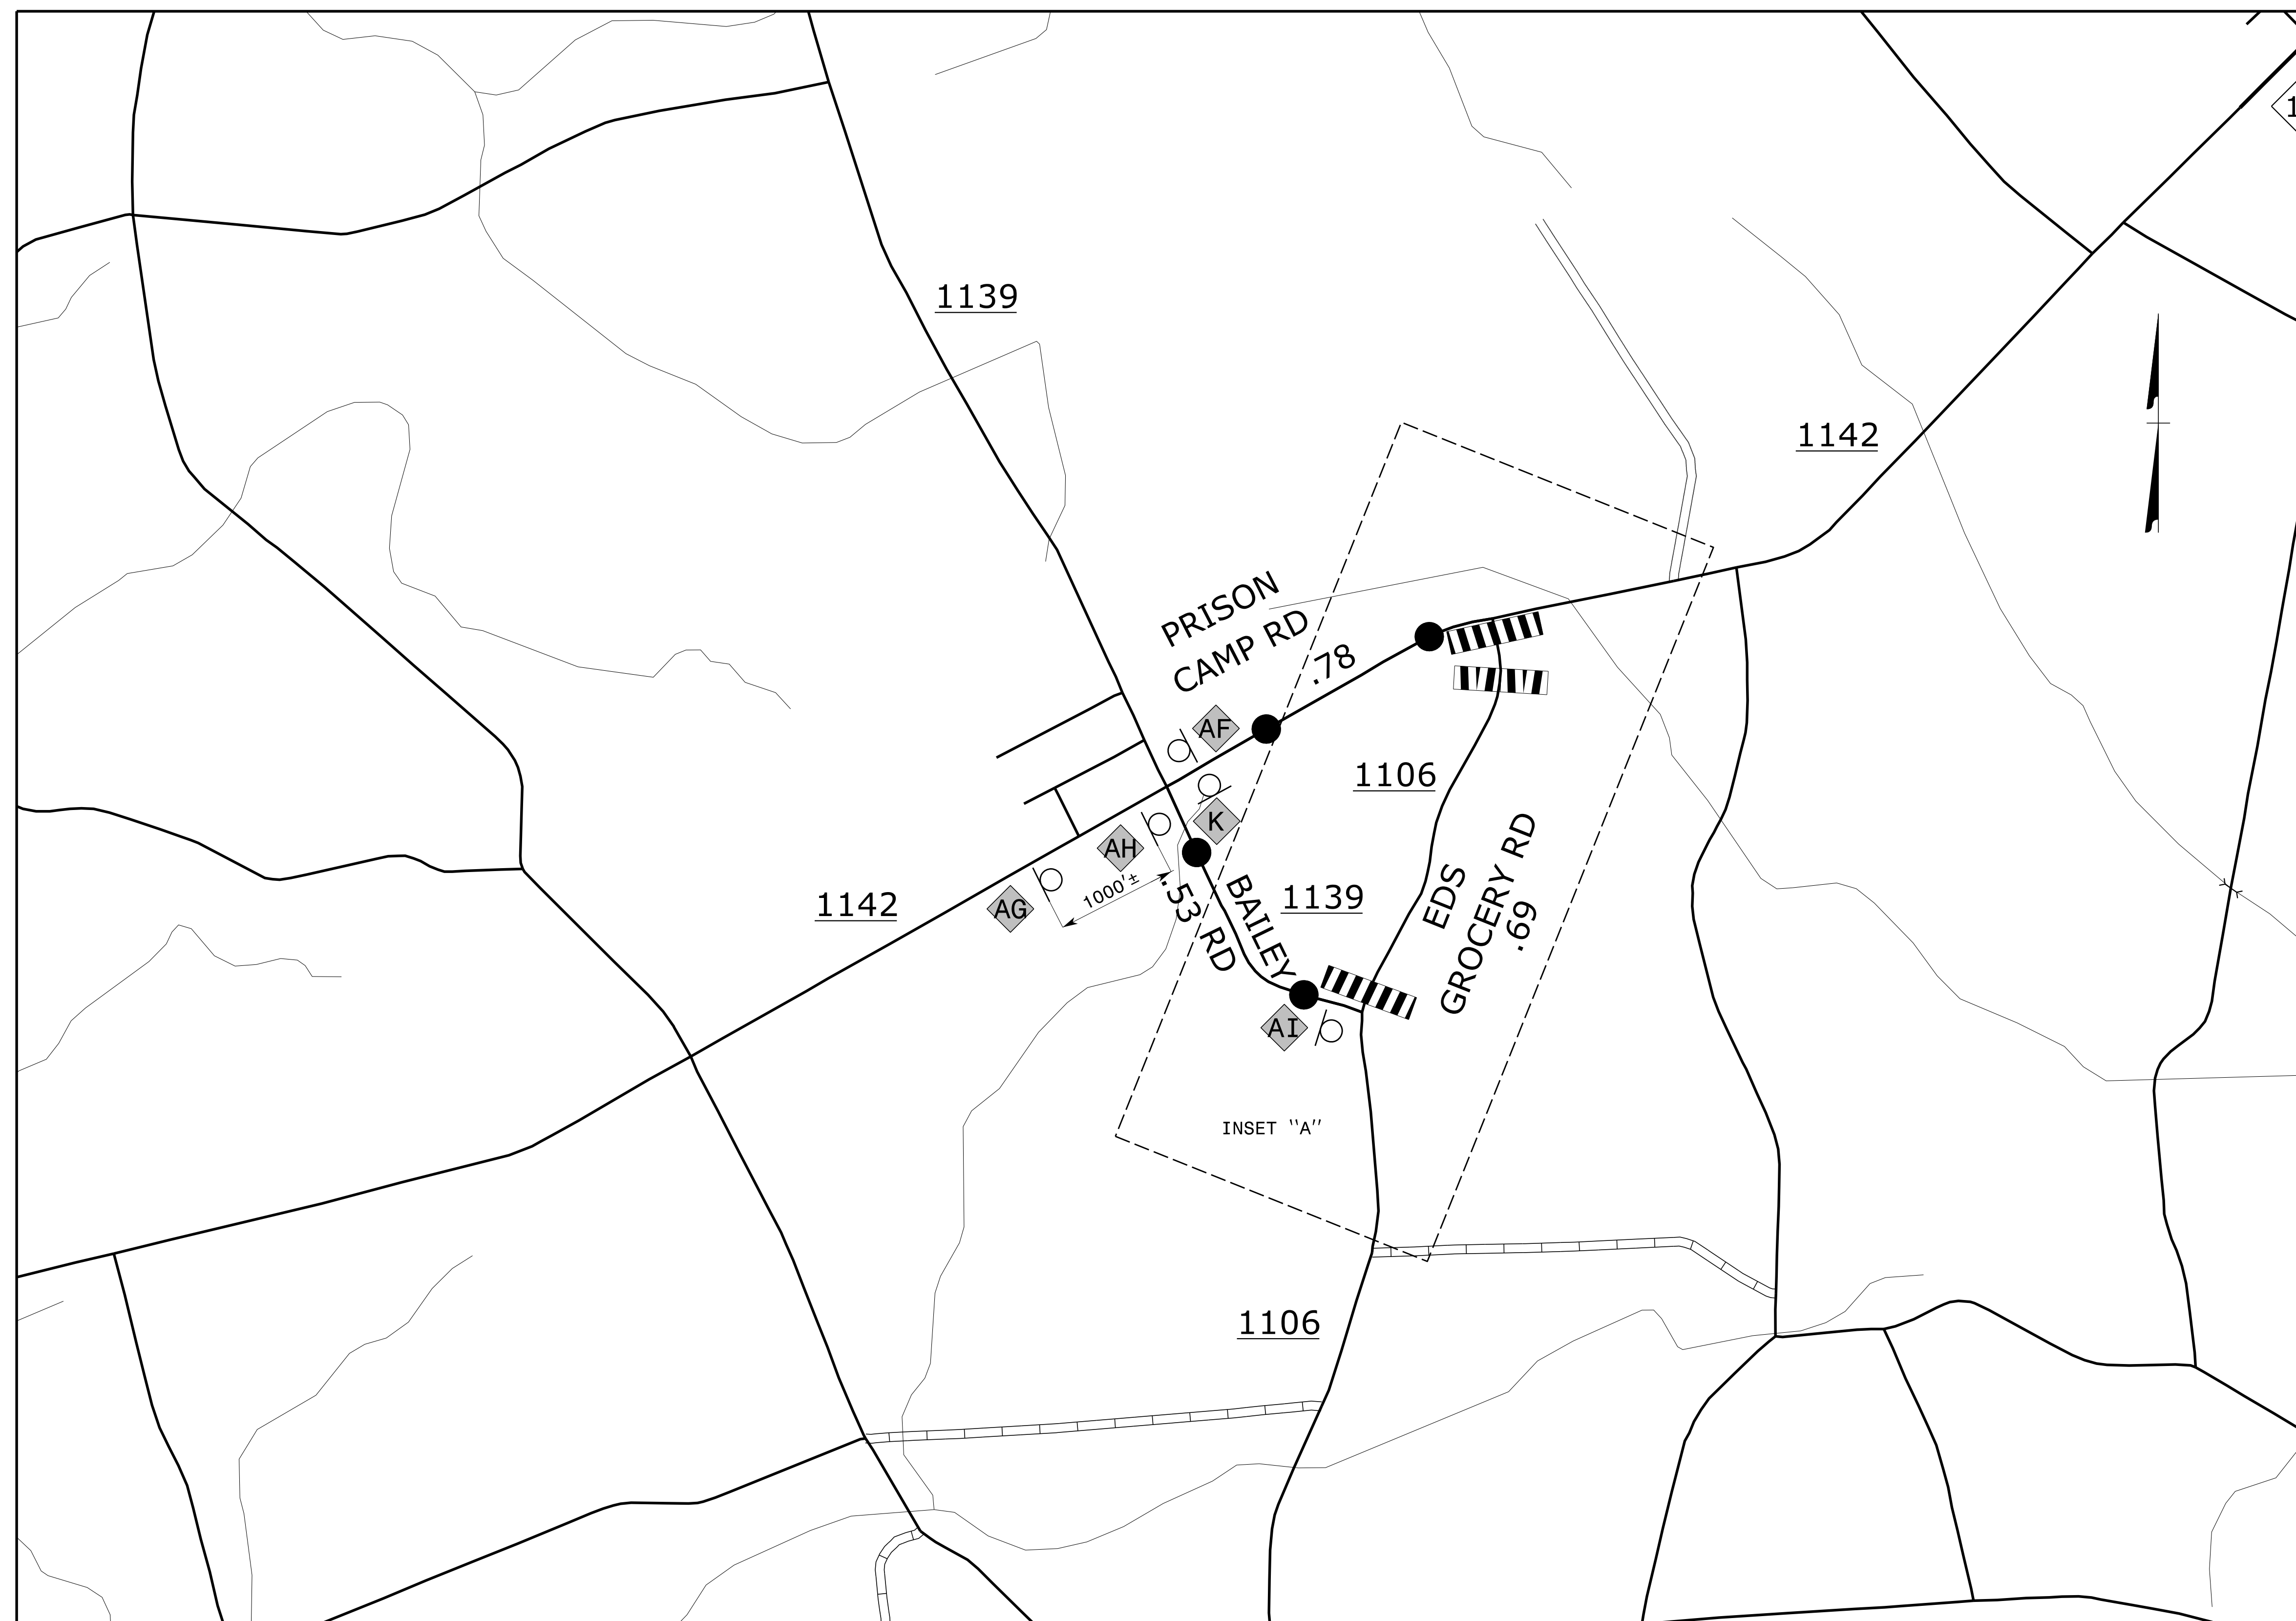 1
1139
1142
PRISON
CAMP RD
.78
AF
1106
K
AH
1000'±
AG
1142
.53
BAILEY
RD
1139
EDS
GROCERY RD
.69
AI
INSET "A"
1106